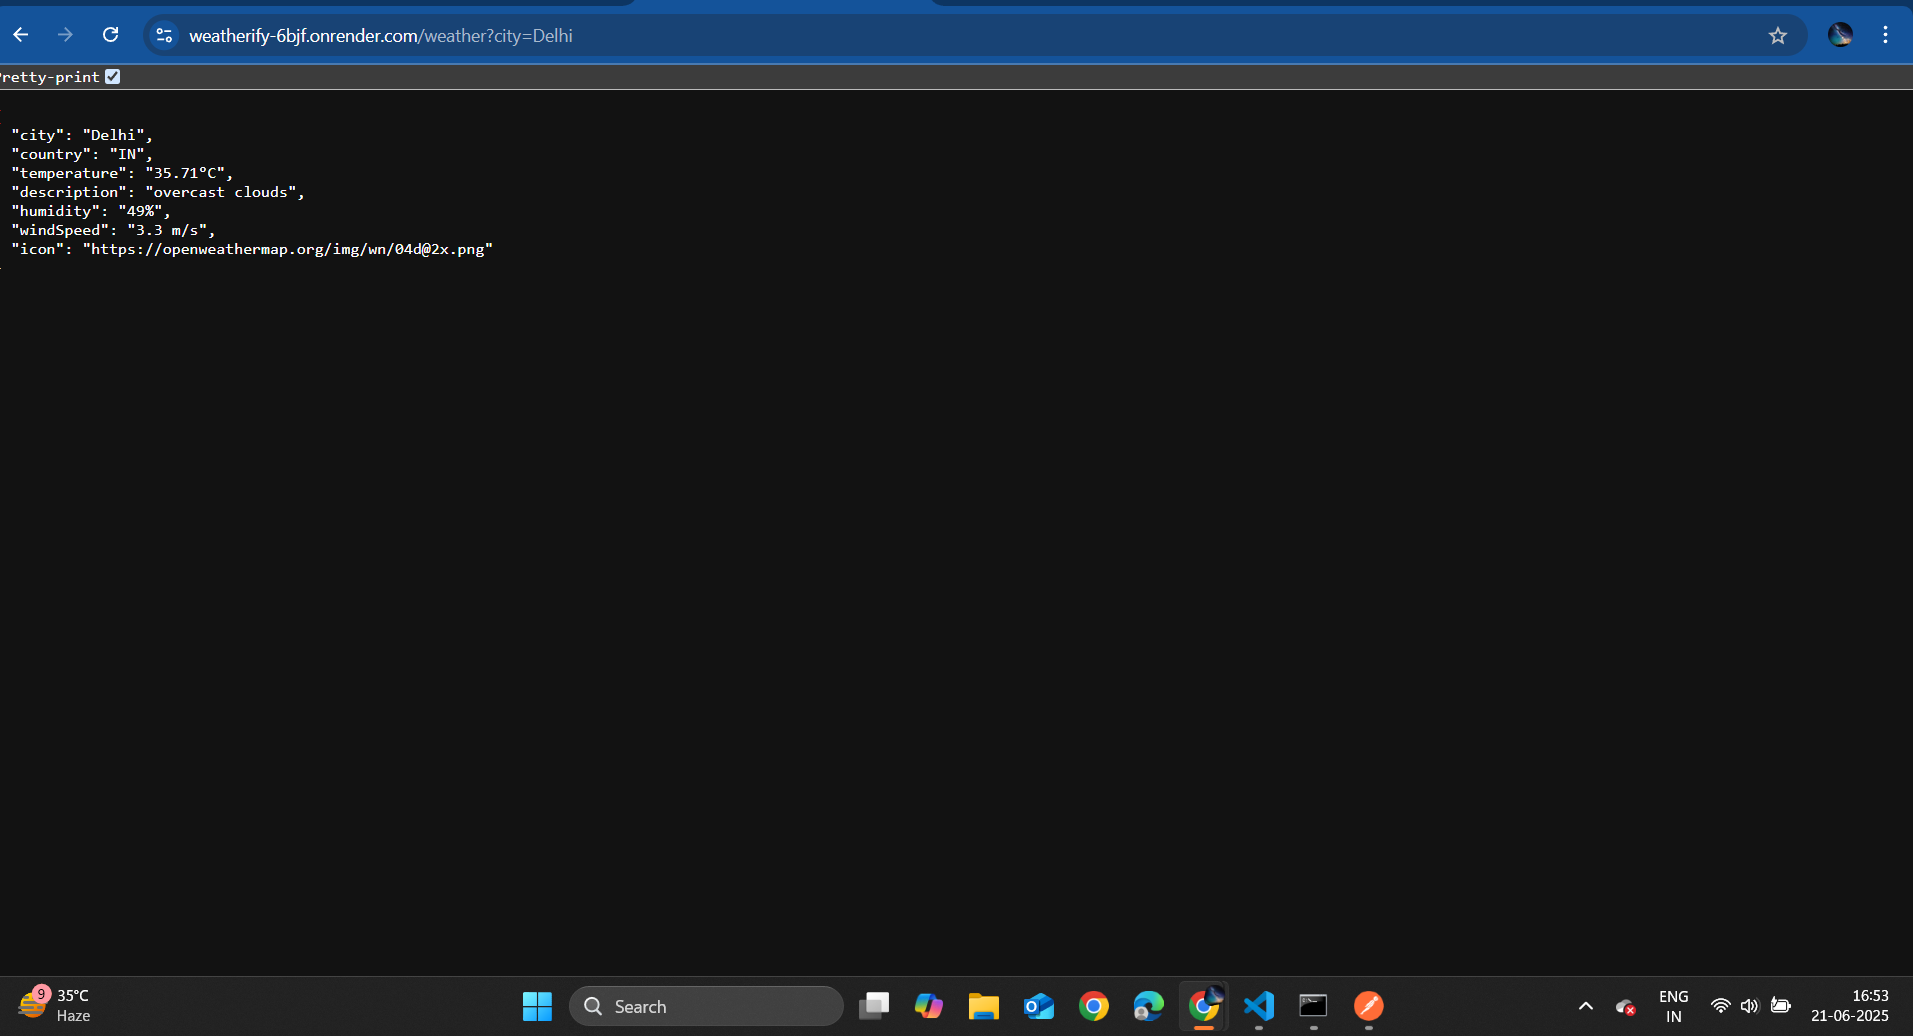 weatherify-6bjf.onrender.com/weather?city=Delhi
retty-print
"city": "Delhi",
"country": "IN",
"temperature": "35.71°C",
"description": "overcast clouds",
"humidity": "49%",
"windSpeed": "3.3 m/s",
"icon": "https://openweathermap.org/img/wn/04d@2x.png"
9
35°C
Haze
Search
ENG
IN
16:53
21-06-2025